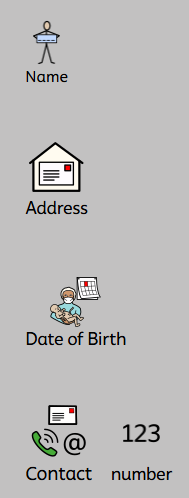 Name
Address
Date of Birth
@ 123
Contact number